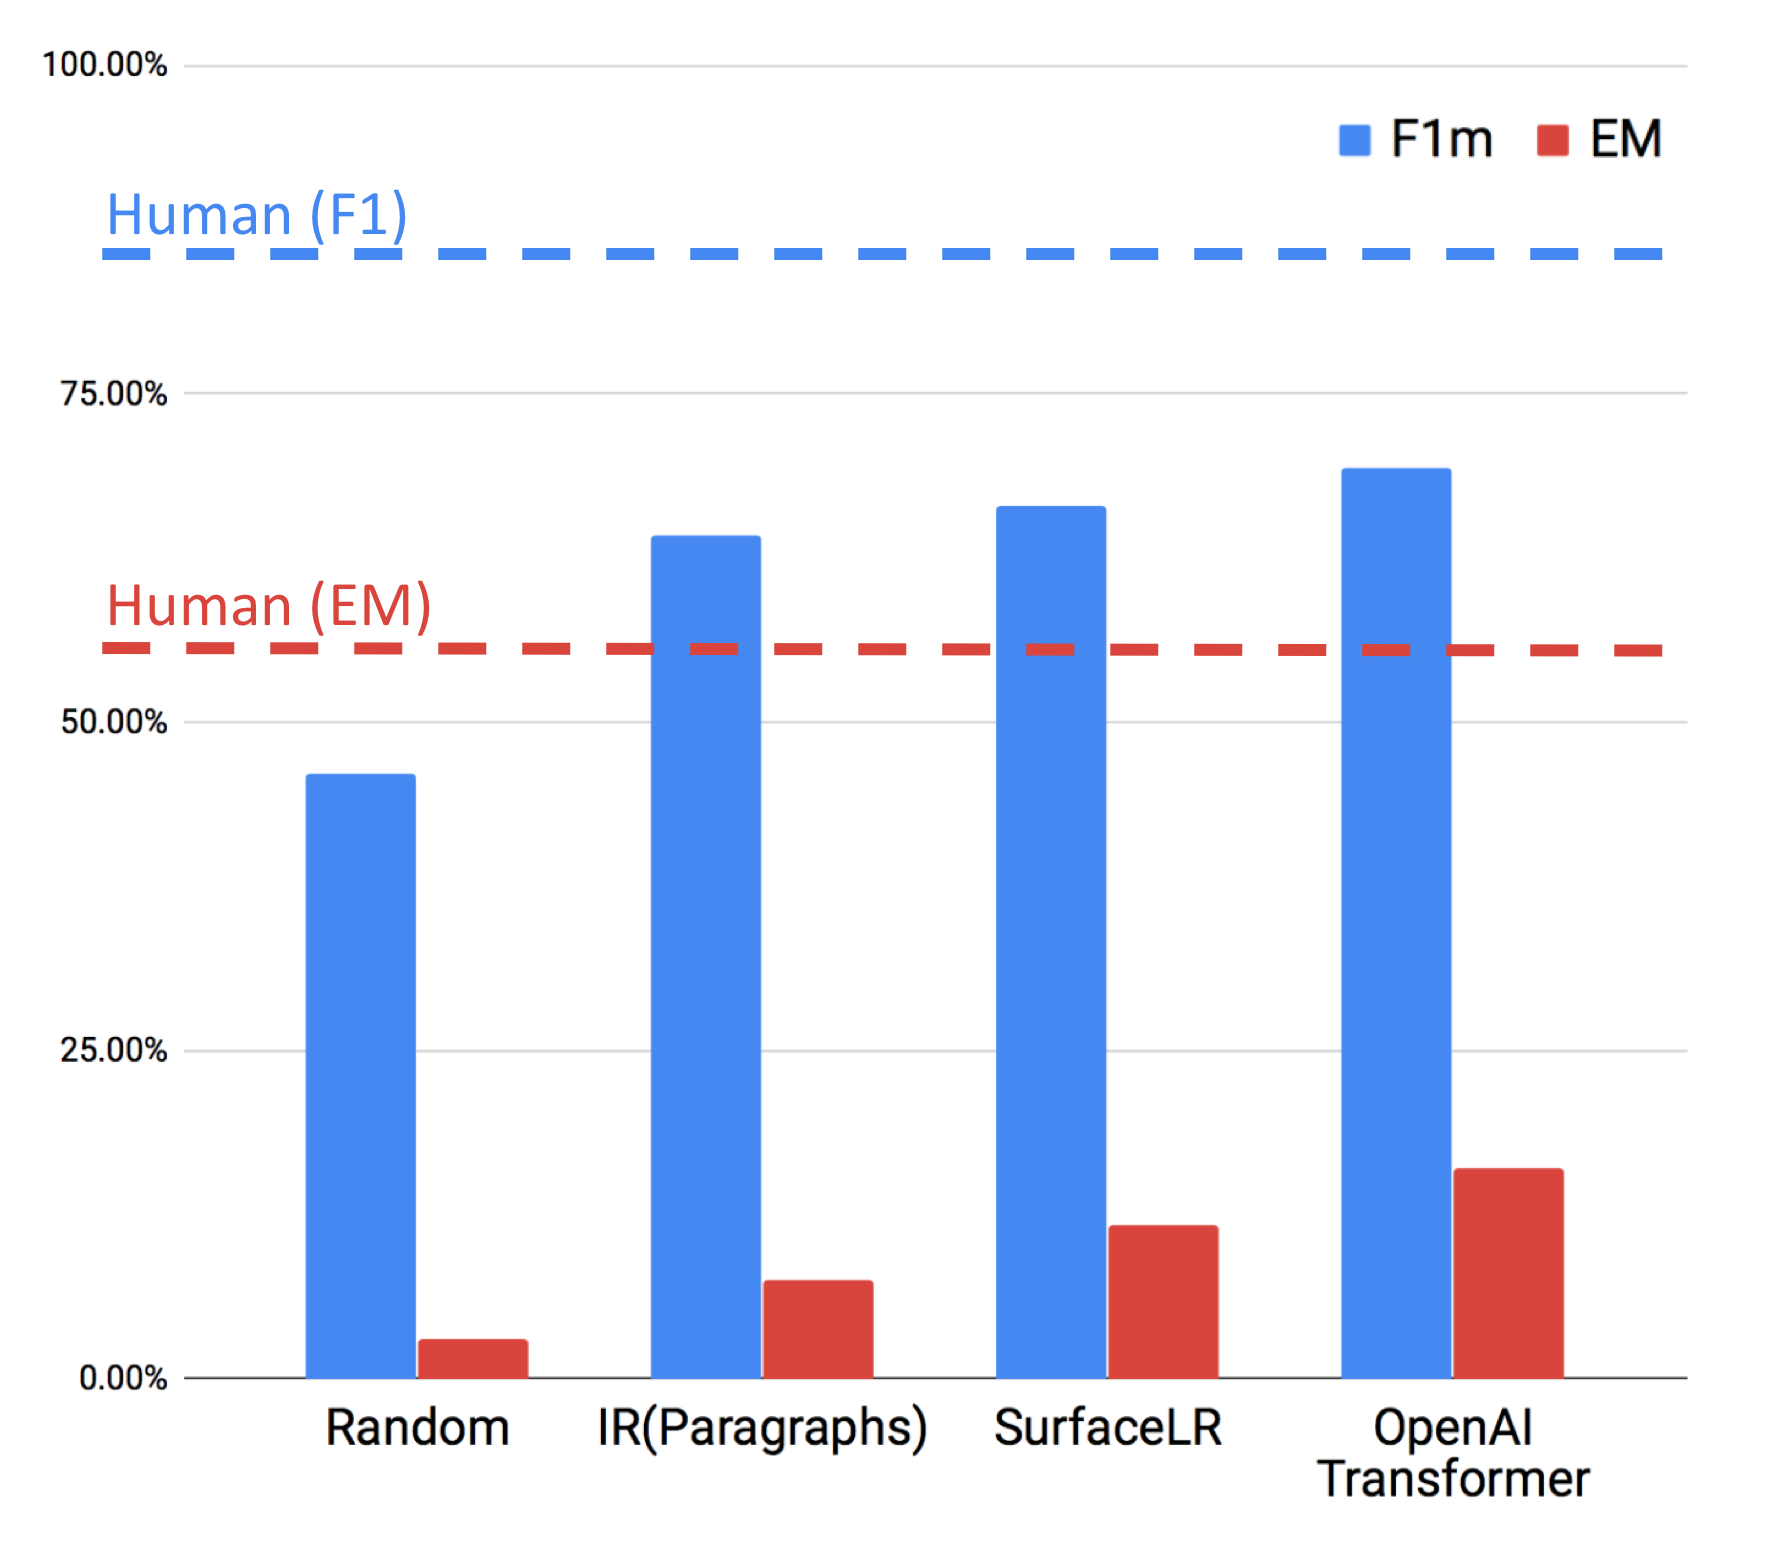 100.00%
F1m
EM
Human (F1)
75.00%
Human (EM)
50.00%
25.00%
0.00%
Random
IR(Paragraphs)
SurfaceLR
OpenAI
Transformer